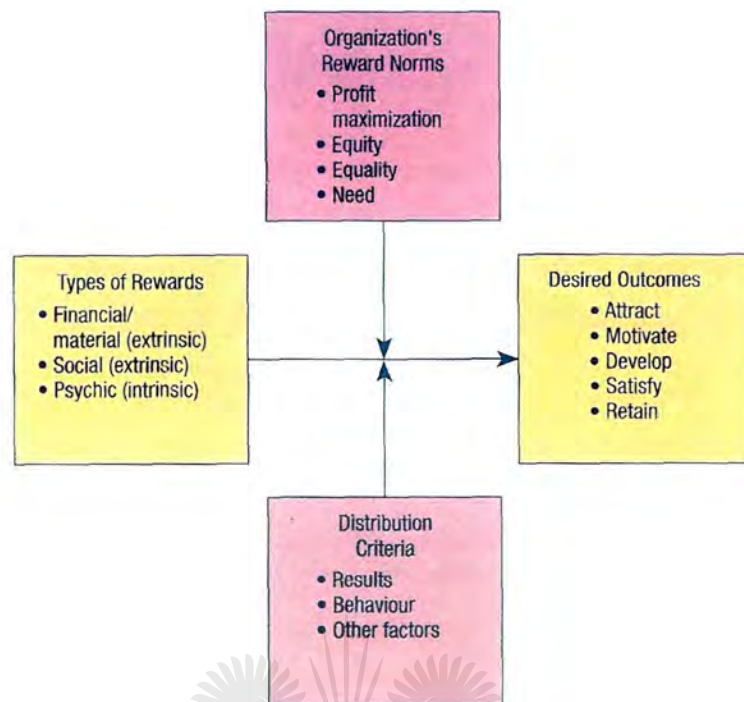 Organization's
Reward Norms
• Profit
maximization
• Equity
• Equality
• Need
Types of Rewards
• Financial/
material (extrinsic)
• Social (extrinsic)
• Psychic (intrinsic)
Desired Outcomes
• Attract
• Motivate
• Develop
• Satisfy
• Retain
Distribution
Criteria
• Results
• Behaviour
• Other factors